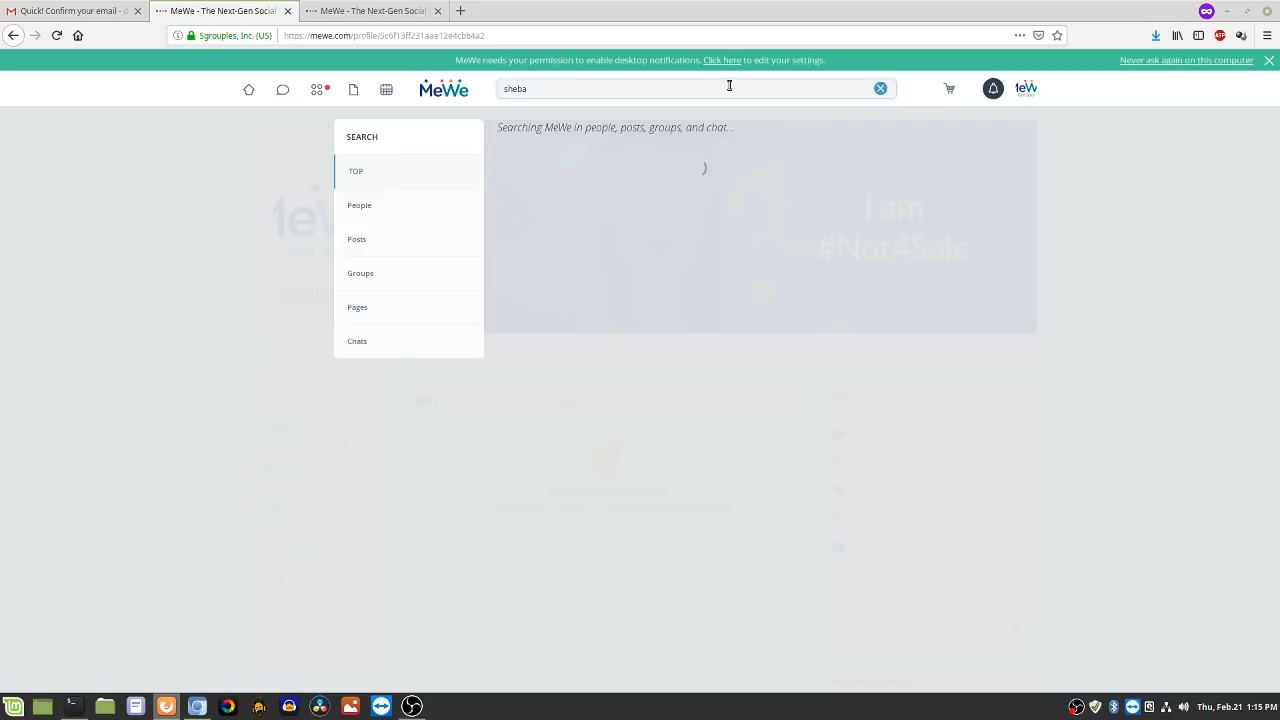 Quick! Confirm your email - d
MeWe - The Next-Gen Social
MeWe - The Next-Gen Social
Sgrouples, Inc. (US)
https://mewe.com/profile/5c6f13ff231aae12e4cbb4a2
MeWe needs your permission to enable desktop notifications. Click here to edit your settings.
Never ask again on this computer
MeWe
sheba
SEARCH
Searching MeWe in people, posts, groups, and chat...
TOP
People
Posts
Groups
Pages
Chats
I am
#Not4Sale
Thu, Feb.21 1:15 PM